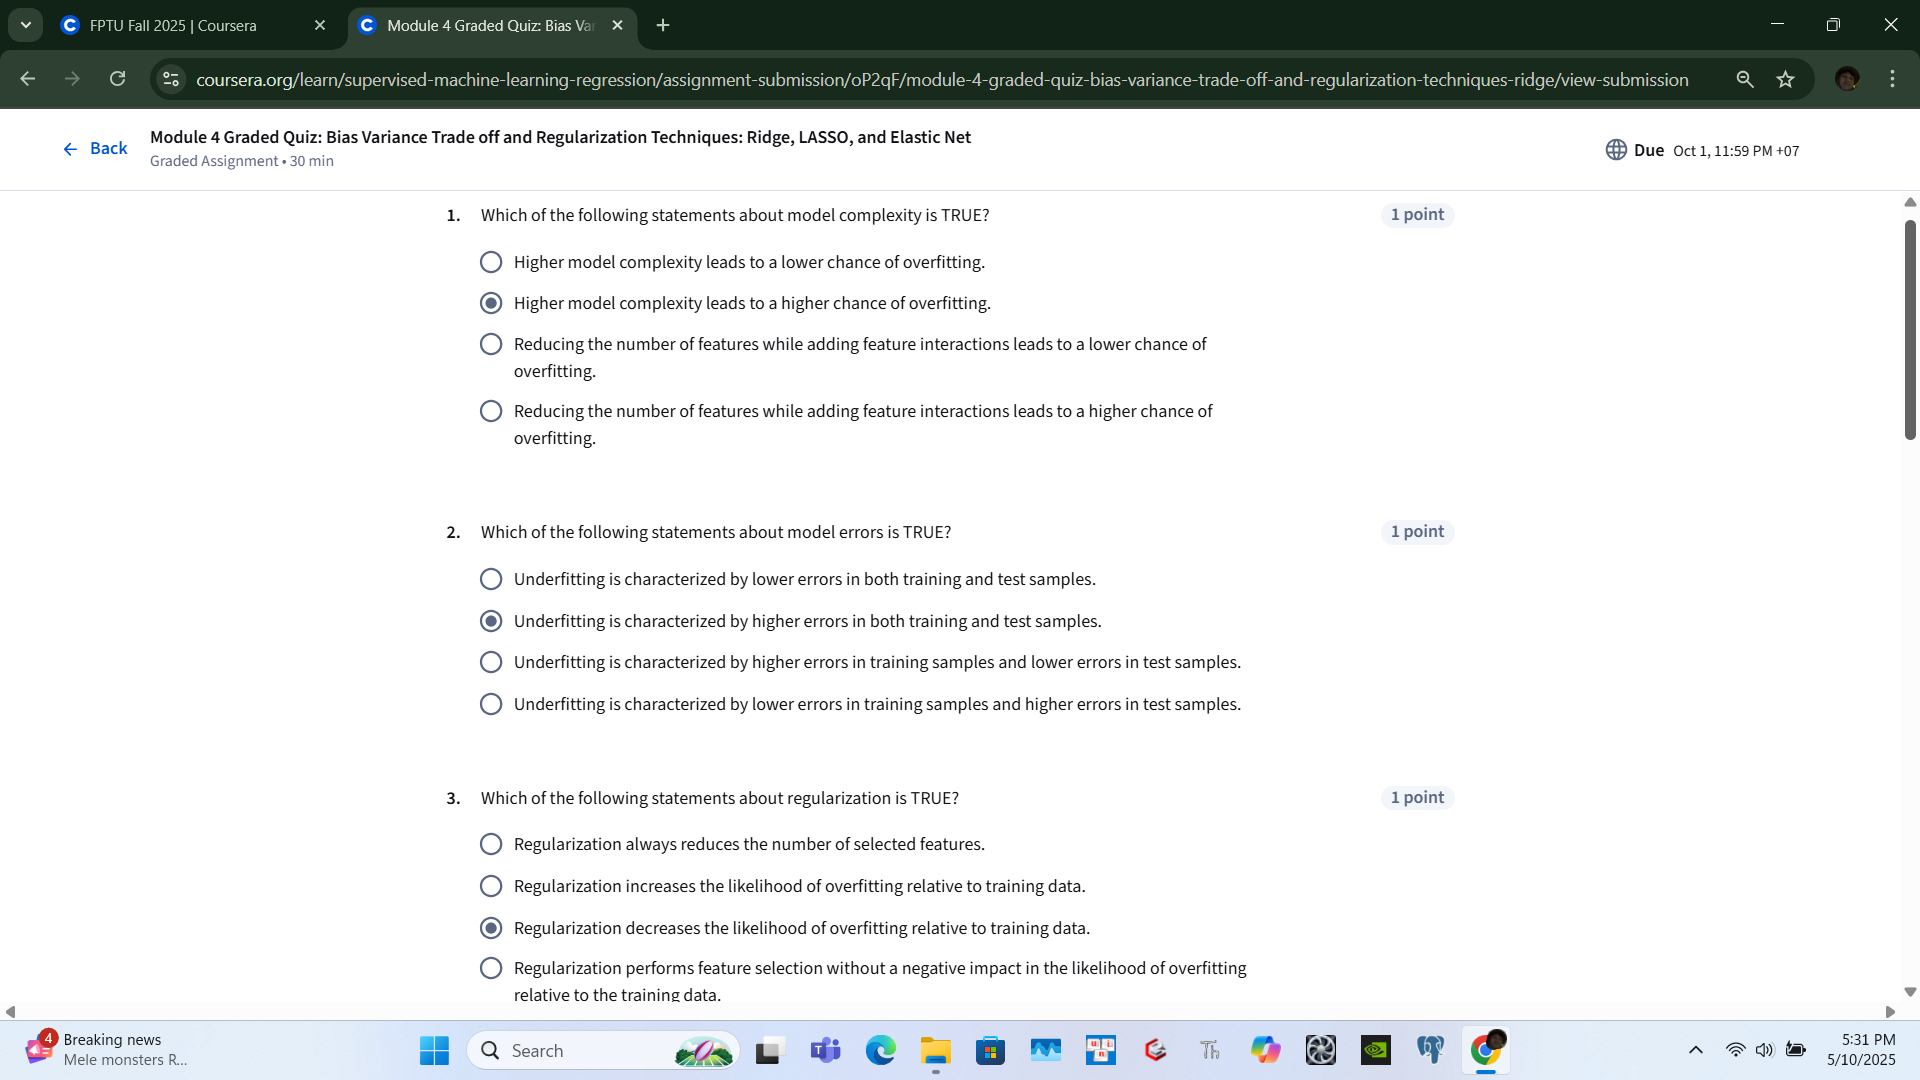 FPTU Fall 2025 | Coursera
Module 4 Graded Quiz: Bias Va
coursera.org/learn/supervised-machine-learning-regression/assignment-submission/oP2qF/module-4-graded-quiz-bias-variance-trade-off-and-regularization-techniques-ridge/view-submission
Back
Module 4 Graded Quiz: Bias Variance Trade off and Regularization Techniques: Ridge, LASSO, and Elastic Net
Graded Assignment • 30 min
Due Oct 1, 11:59 PM +07
1. Which of the following statements about model complexity is TRUE? 1 point
Higher model complexity leads to a lower chance of overfitting.
Higher model complexity leads to a higher chance of overfitting.
Reducing the number of features while adding feature interactions leads to a lower chance of
overfitting.
Reducing the number of features while adding feature interactions leads to a higher chance of
overfitting.
2. Which of the following statements about model errors is TRUE? 1 point
Underfitting is characterized by lower errors in both training and test samples.
Underfitting is characterized by higher errors in both training and test samples.
Underfitting is characterized by higher errors in training samples and lower errors in test samples.
Underfitting is characterized by lower errors in training samples and higher errors in test samples.
3. Which of the following statements about regularization is TRUE? 1 point
Regularization always reduces the number of selected features.
Regularization increases the likelihood of overfitting relative to training data.
Regularization decreases the likelihood of overfitting relative to training data.
Regularization performs feature selection without a negative impact in the likelihood of overfitting
relative to the training data.
4
Breaking news
Mele monsters R...
Search
Th
5:31 PM
5/10/2025